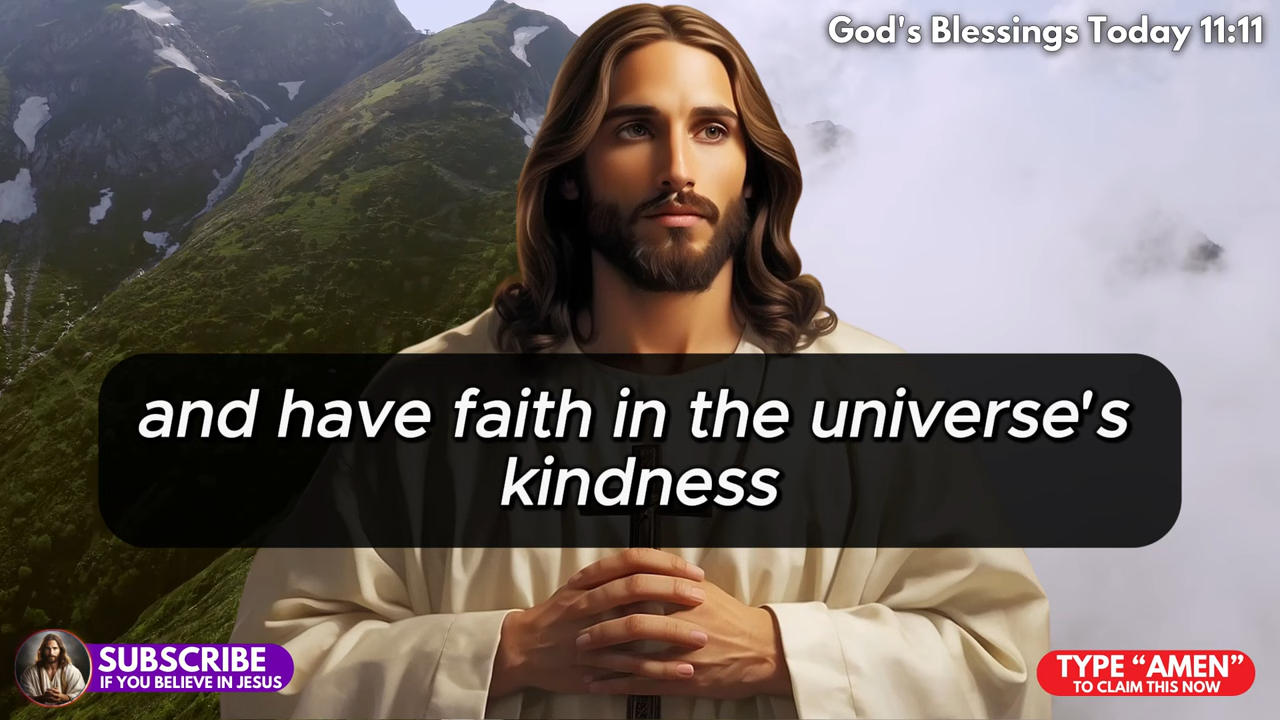 God's Blessings Today 11:11
and have faith in the universe's
kindness
SUBSCRIBE
IF YOU BELIEVE IN JESUS
TYPE “AMEN”
TO CLAIM THIS NOW